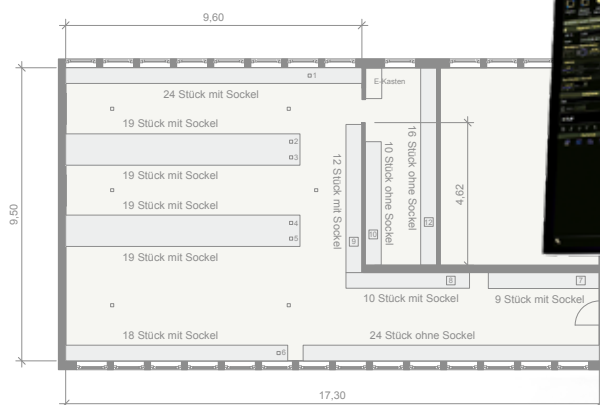 9,60
1
E-Kasten
24 Stück mit Sockel
19 Stück mit Sockel
2
3
19 Stück mit Sockel
19 Stück mit Sockel
4
5
19 Stück mit Sockel
12 Stück mit Sockel
9
10 Stück ohne Sockel
10
16 Stück ohne Sockel
12
4,62
9,50
8
7
10 Stück mit Sockel
9 Stück mit Sockel
18 Stück mit Sockel
24 Stück ohne Sockel
6
17,30